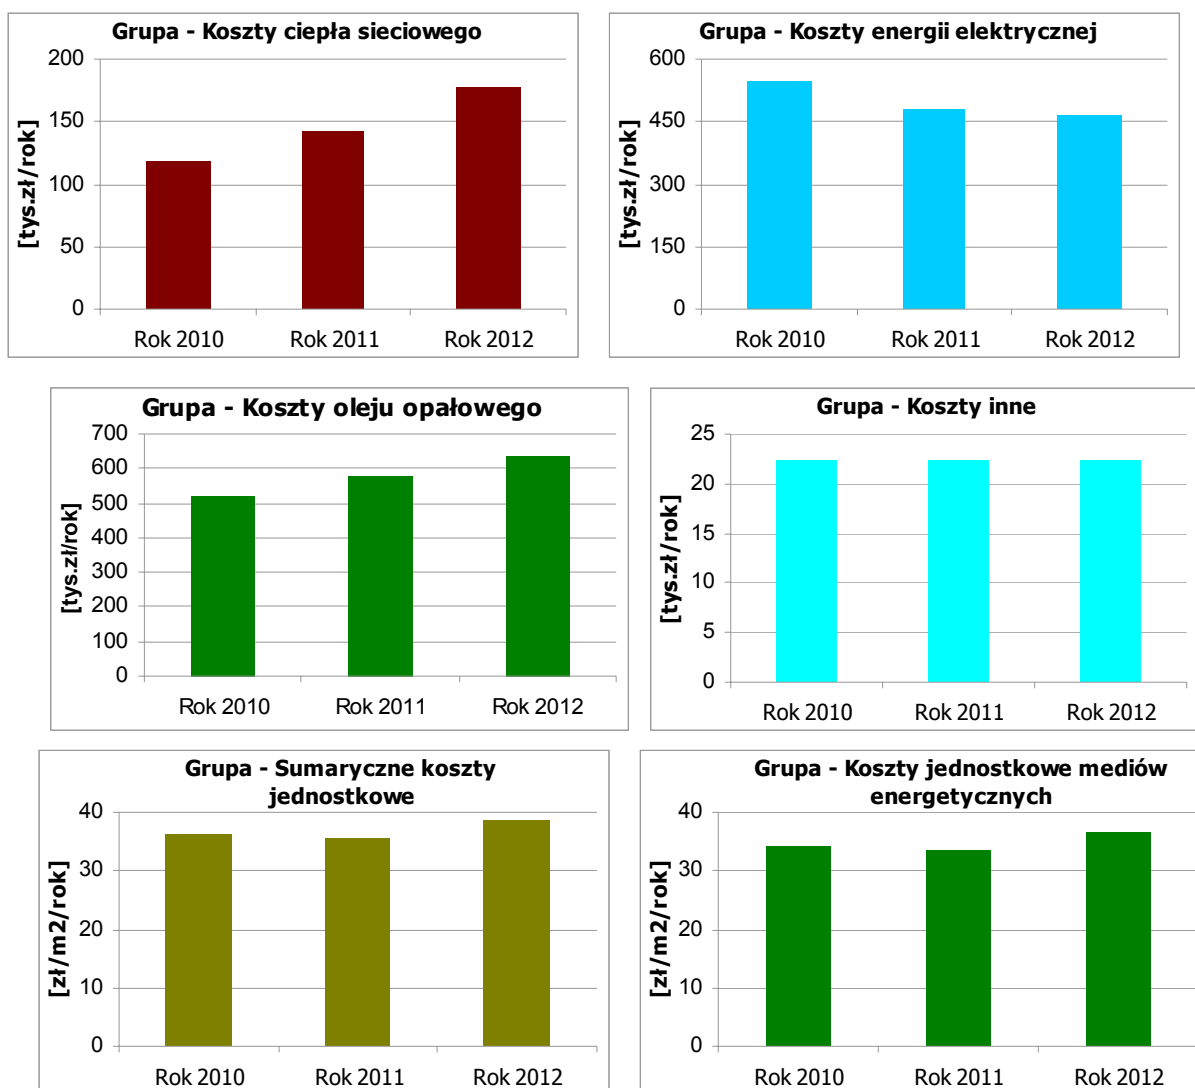 Grupa - Koszty ciepła sieciowego
[tys.zł/rok]
200
150
100
50
0
Rok 2010 Rok 2011 Rok 2012
Grupa - Koszty energii elektrycznej
[tys.zł/rok]
600
450
300
150
0
Rok 2010 Rok 2011 Rok 2012
Grupa - Koszty oleju opałowego
[tys.zł/rok]
700
600
500
400
300
200
100
0
Rok 2010 Rok 2011 Rok 2012
Grupa - Koszty inne
[tys.zł/rok]
25
20
15
10
5
0
Rok 2010 Rok 2011 Rok 2012
Grupa - Sumaryczne koszty
jednostkowe
[zł/m2/rok]
40
30
20
10
0
Rok 2010 Rok 2011 Rok 2012
Grupa - Koszty jednostkowe mediów
energetycznych
[zł/m2/rok]
40
30
20
10
0
Rok 2010 Rok 2011 Rok 2012